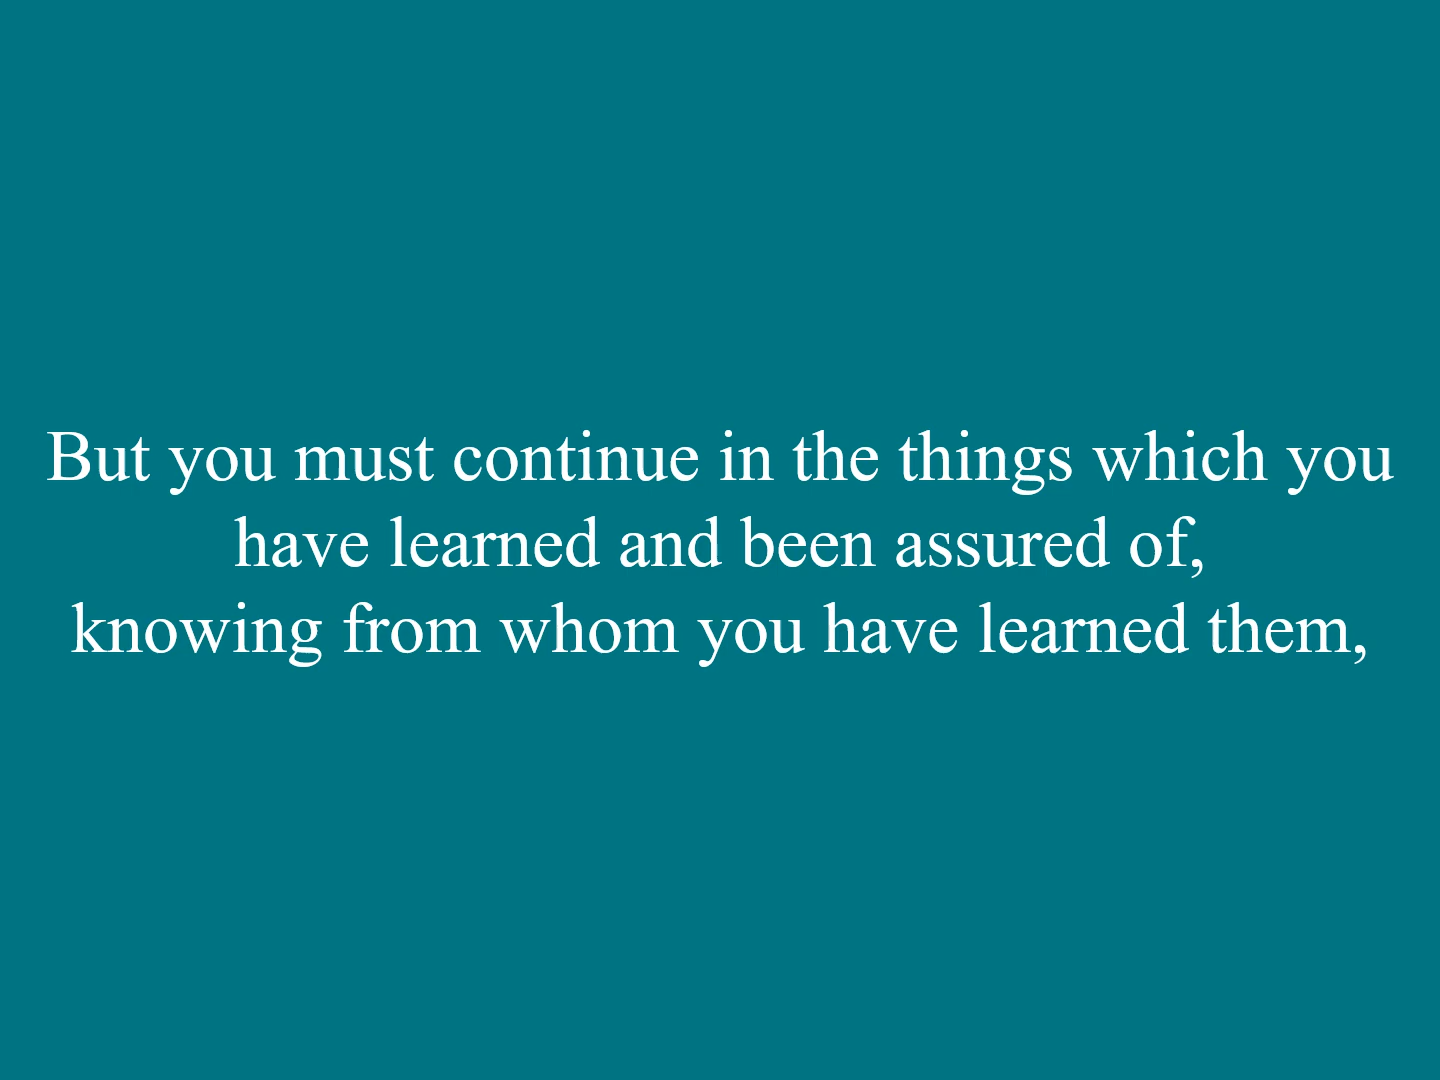 But you must continue in the things which you
have learned and been assured of,
knowing from whom you have learned them,